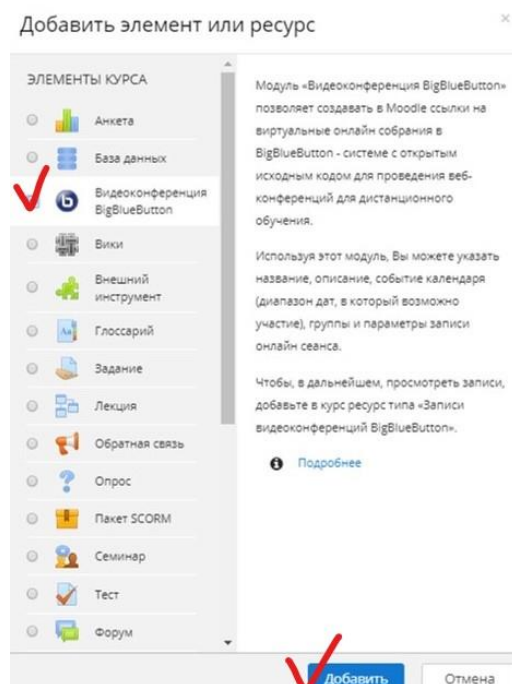 Добавить элемент или ресурс
×
ЭЛЕМЕНТЫ КУРСА
Анкета
База данных
Видеоконференция
BigBlueButton
Вики
Внешний
инструмент
Глоссарий
Задание
Лекция
Обратная связь
Опрос
Пакет SCORM
Семинар
Тест
Форум
Модуль «Видеоконференция BigBlueButton»
позволяет создавать в Moodle ссылки на
виртуальные онлайн собрания в
BigBlueButton - системе с открытым
исходным кодом для проведения веб-
конференций для дистанционного
обучения.
Используя этот модуль, Вы можете указать
название, описание, событие календаря
(диапазон дат, в который возможно
участие), группы и параметры записи
онлайн сеанса.
Чтобы, в дальнейшем, просмотреть записи,
добавьте в курс ресурс типа «Записи
видеоконференций BigBlueButton».
Подробнее
Добавить
Отмена